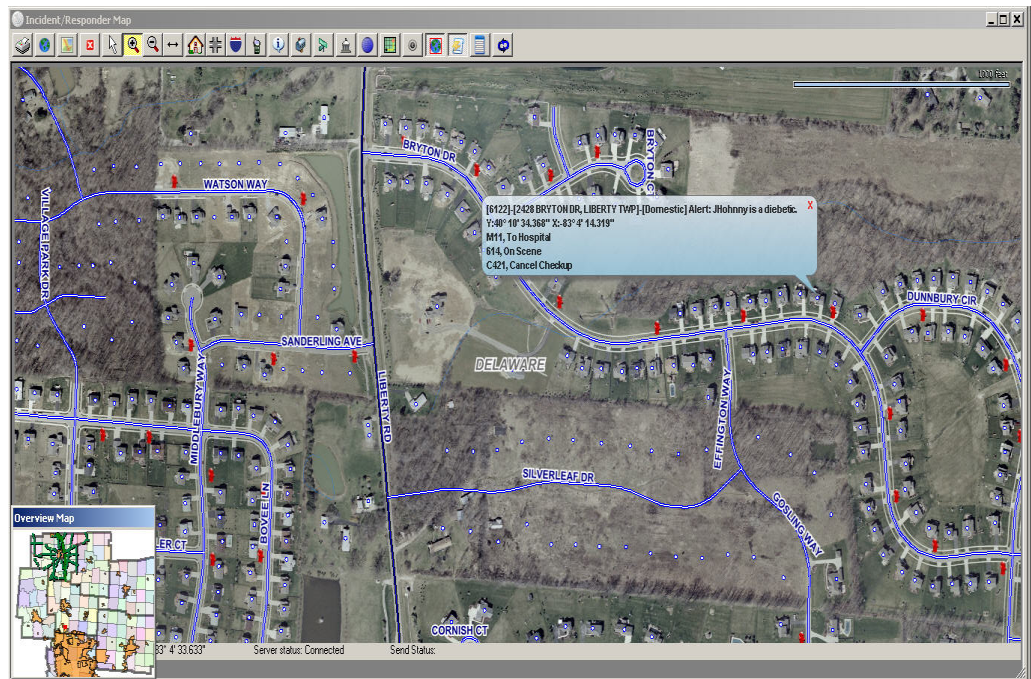 Incident/Responder Map
1000 feet
BRYTON DR
BRYTON CT
WATSON WAY
VILLAGE PARK DR
[6122]-[2428 BRYTON DR, LIBERTY TWP]-[Domestic] Alert: JHohnny is a diebetic.
X
Y:40° 10' 34.368" X:-83° 4' 14.319"
M11, To Hospital
614, On Scene
C421, Cancel Checkup
DUNNBURY CIR
SANDERLING AVE
DELAWARE
MIDDLEBURY WAY
LIBERTY RD
EFFINGTON WAY
SILVERLEAF DR
BOVEE LN
GOSLING WAY
Overview Map
LER CT
CORNISH CT
33° 4' 33.633"
Server status: Connected
Send Status: